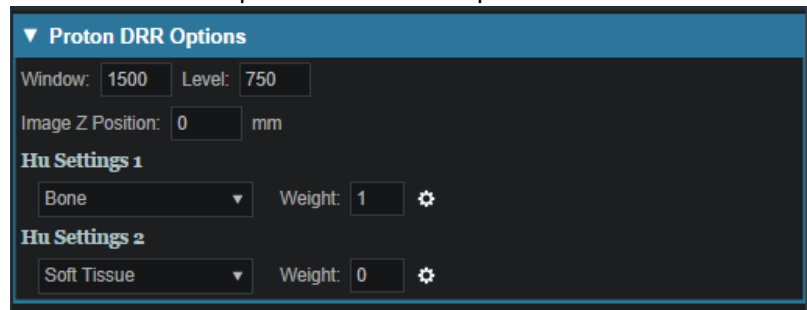 ▼ Proton DRR Options
Window: 1500 Level: 750
Image Z Position: 0 mm
Hu Settings 1
Bone ▼ Weight: 1
Hu Settings 2
Soft Tissue ▼ Weight: 0